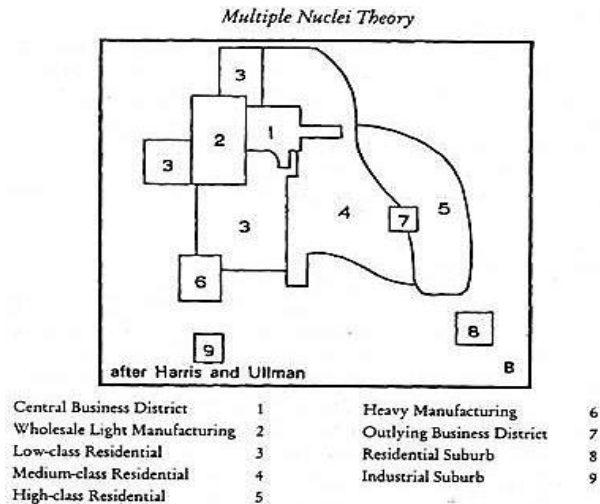 Multiple Nuclei Theory
3
1
2
3
3
4
5
7
6
8
9
B
after Harris and Ullman
Central Business District 1
Wholesale Light Manufacturing 2
Low-class Residential 3
Medium-class Residential 4
High-class Residential 5
Heavy Manufacturing 6
Outlying Business District 7
Residential Suburb 8
Industrial Suburb 9